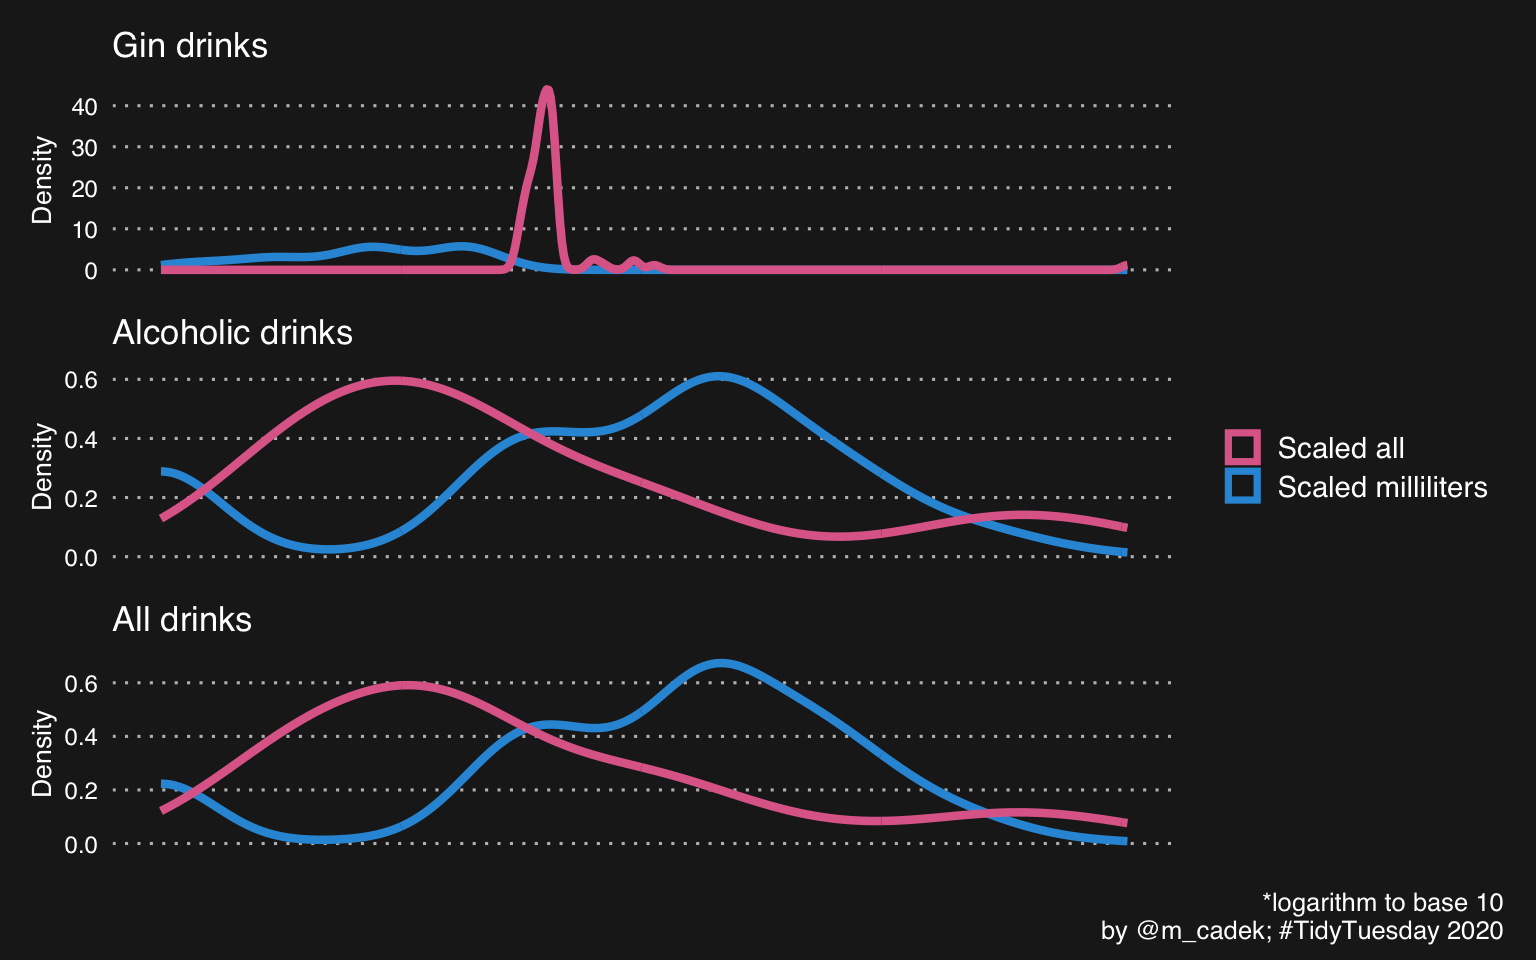 Gin drinks
Density
40
30
20
10
0
Alcoholic drinks
Density
0.6
0.4
0.2
0.0
Scaled all
Scaled milliliters
All drinks
Density
0.6
0.4
0.2
0.0
*logarithm to base 10
by @m_cadek; #TidyTuesday 2020